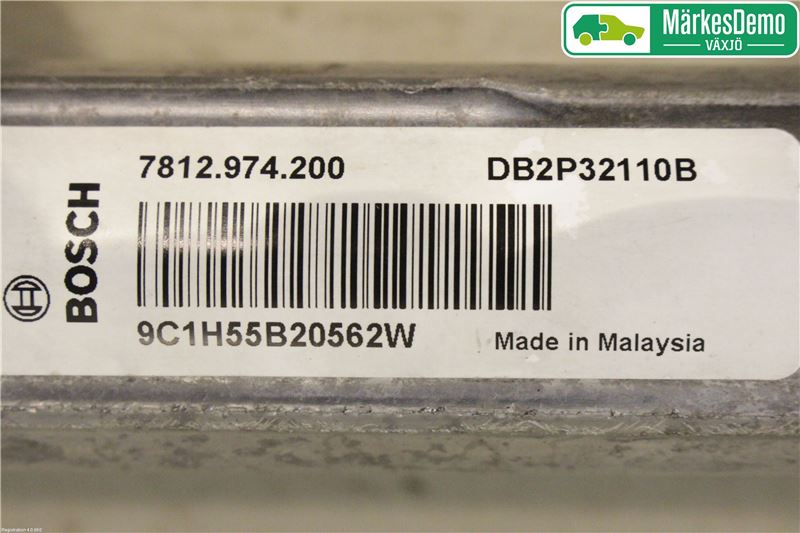 MärkesDemo
VÄXJÖ
7812.974.200 DB2P32110B
BOSCH
9C1H55B20562W Made in Malaysia